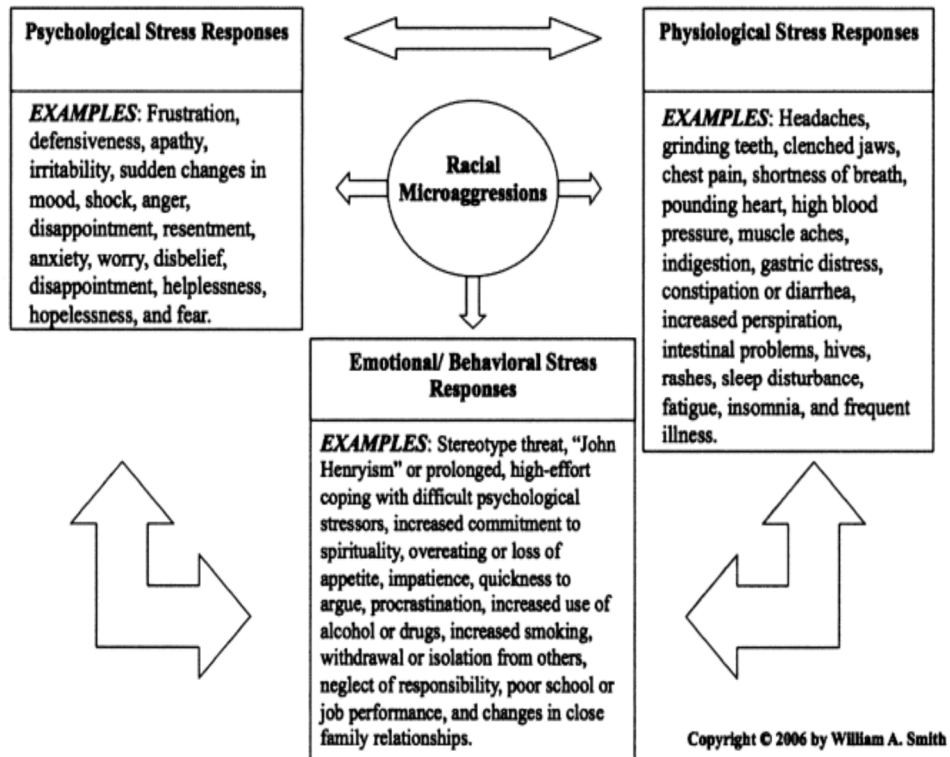 Psychological Stress Responses
EXAMPLES: Frustration,
defensiveness, apathy,
irritability, sudden changes in
mood, shock, anger,
disappointment, resentment,
anxiety, worry, disbelief,
disappointment, helplessness,
hopelessness, and fear.
Racial
Microaggressions
Physiological Stress Responses
EXAMPLES: Headaches,
grinding teeth, clenched jaws,
chest pain, shortness of breath,
pounding heart, high blood
pressure, muscle aches,
indigestion, gastric distress,
constipation or diarrhea,
increased perspiration,
intestinal problems, hives,
rashes, sleep disturbance,
fatigue, insomnia, and frequent
illness.
Emotional/ Behavioral Stress
Responses
EXAMPLES: Stereotype threat, “John
Henryism” or prolonged, high-effort
coping with difficult psychological
stressors, increased commitment to
spirituality, overeating or loss of
appetite, impatience, quickness to
argue, procrastination, increased use of
alcohol or drugs, increased smoking,
withdrawal or isolation from others,
neglect of responsibility, poor school or
job performance, and changes in close
family relationships.
Copyright © 2006 by William A. Smith